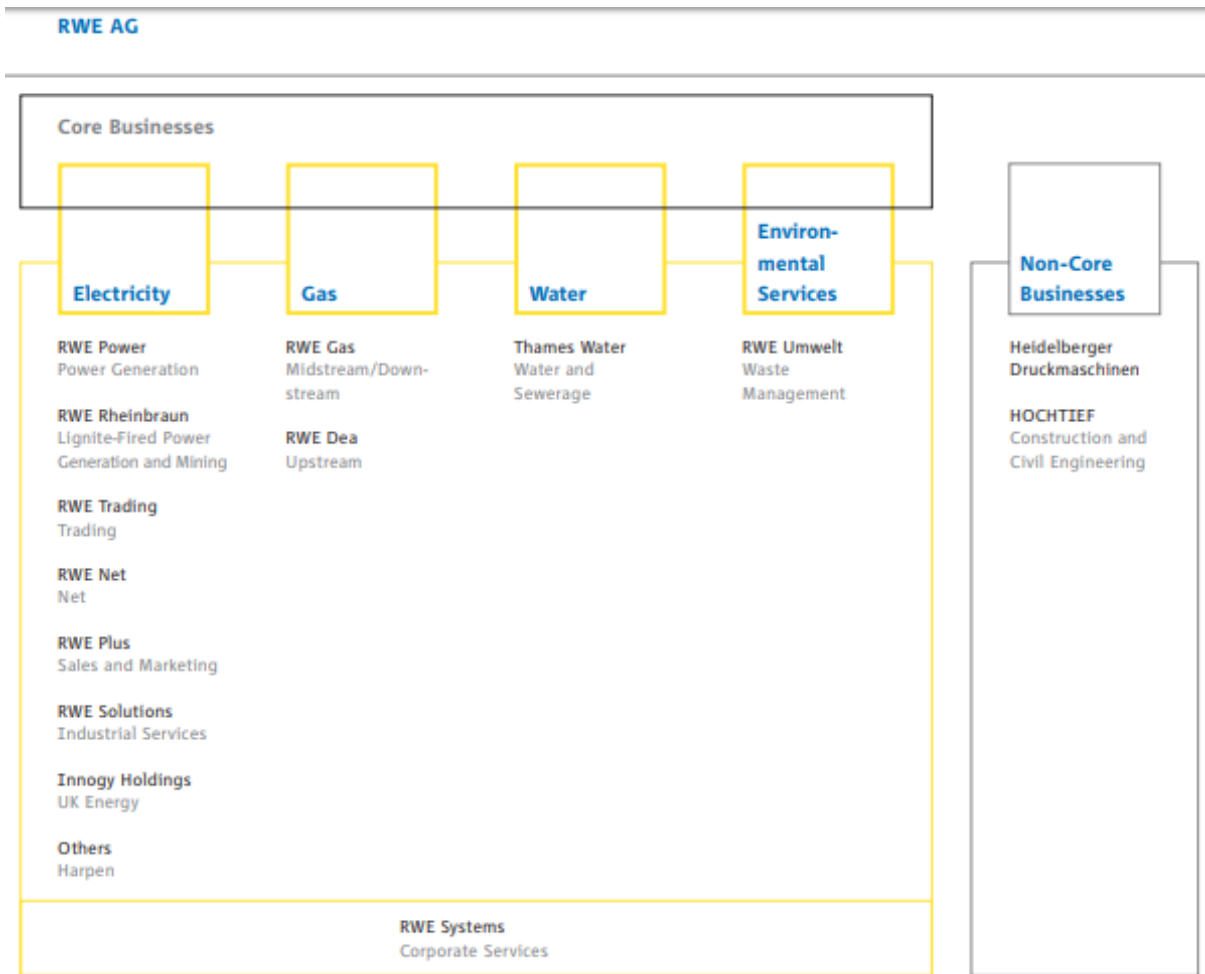 RWE AG
Core Businesses
Electricity
Gas
Water
Environ-
mental
Services
Non-Core
Businesses
RWE Power
Power Generation
RWE Rheinbraun
Lignite-Fired Power
Generation and Mining
RWE Trading
Trading
RWE Net
Net
RWE Plus
Sales and Marketing
RWE Solutions
Industrial Services
Innogy Holdings
UK Energy
Others
Harpen
RWE Gas
Midstream/Down-
stream
RWE Dea
Upstream
Thames Water
Water and
Sewerage
RWE Umwelt
Waste
Management
Heidelberger
Druckmaschinen
HOCHTIEF
Construction and
Civil Engineering
RWE Systems
Corporate Services